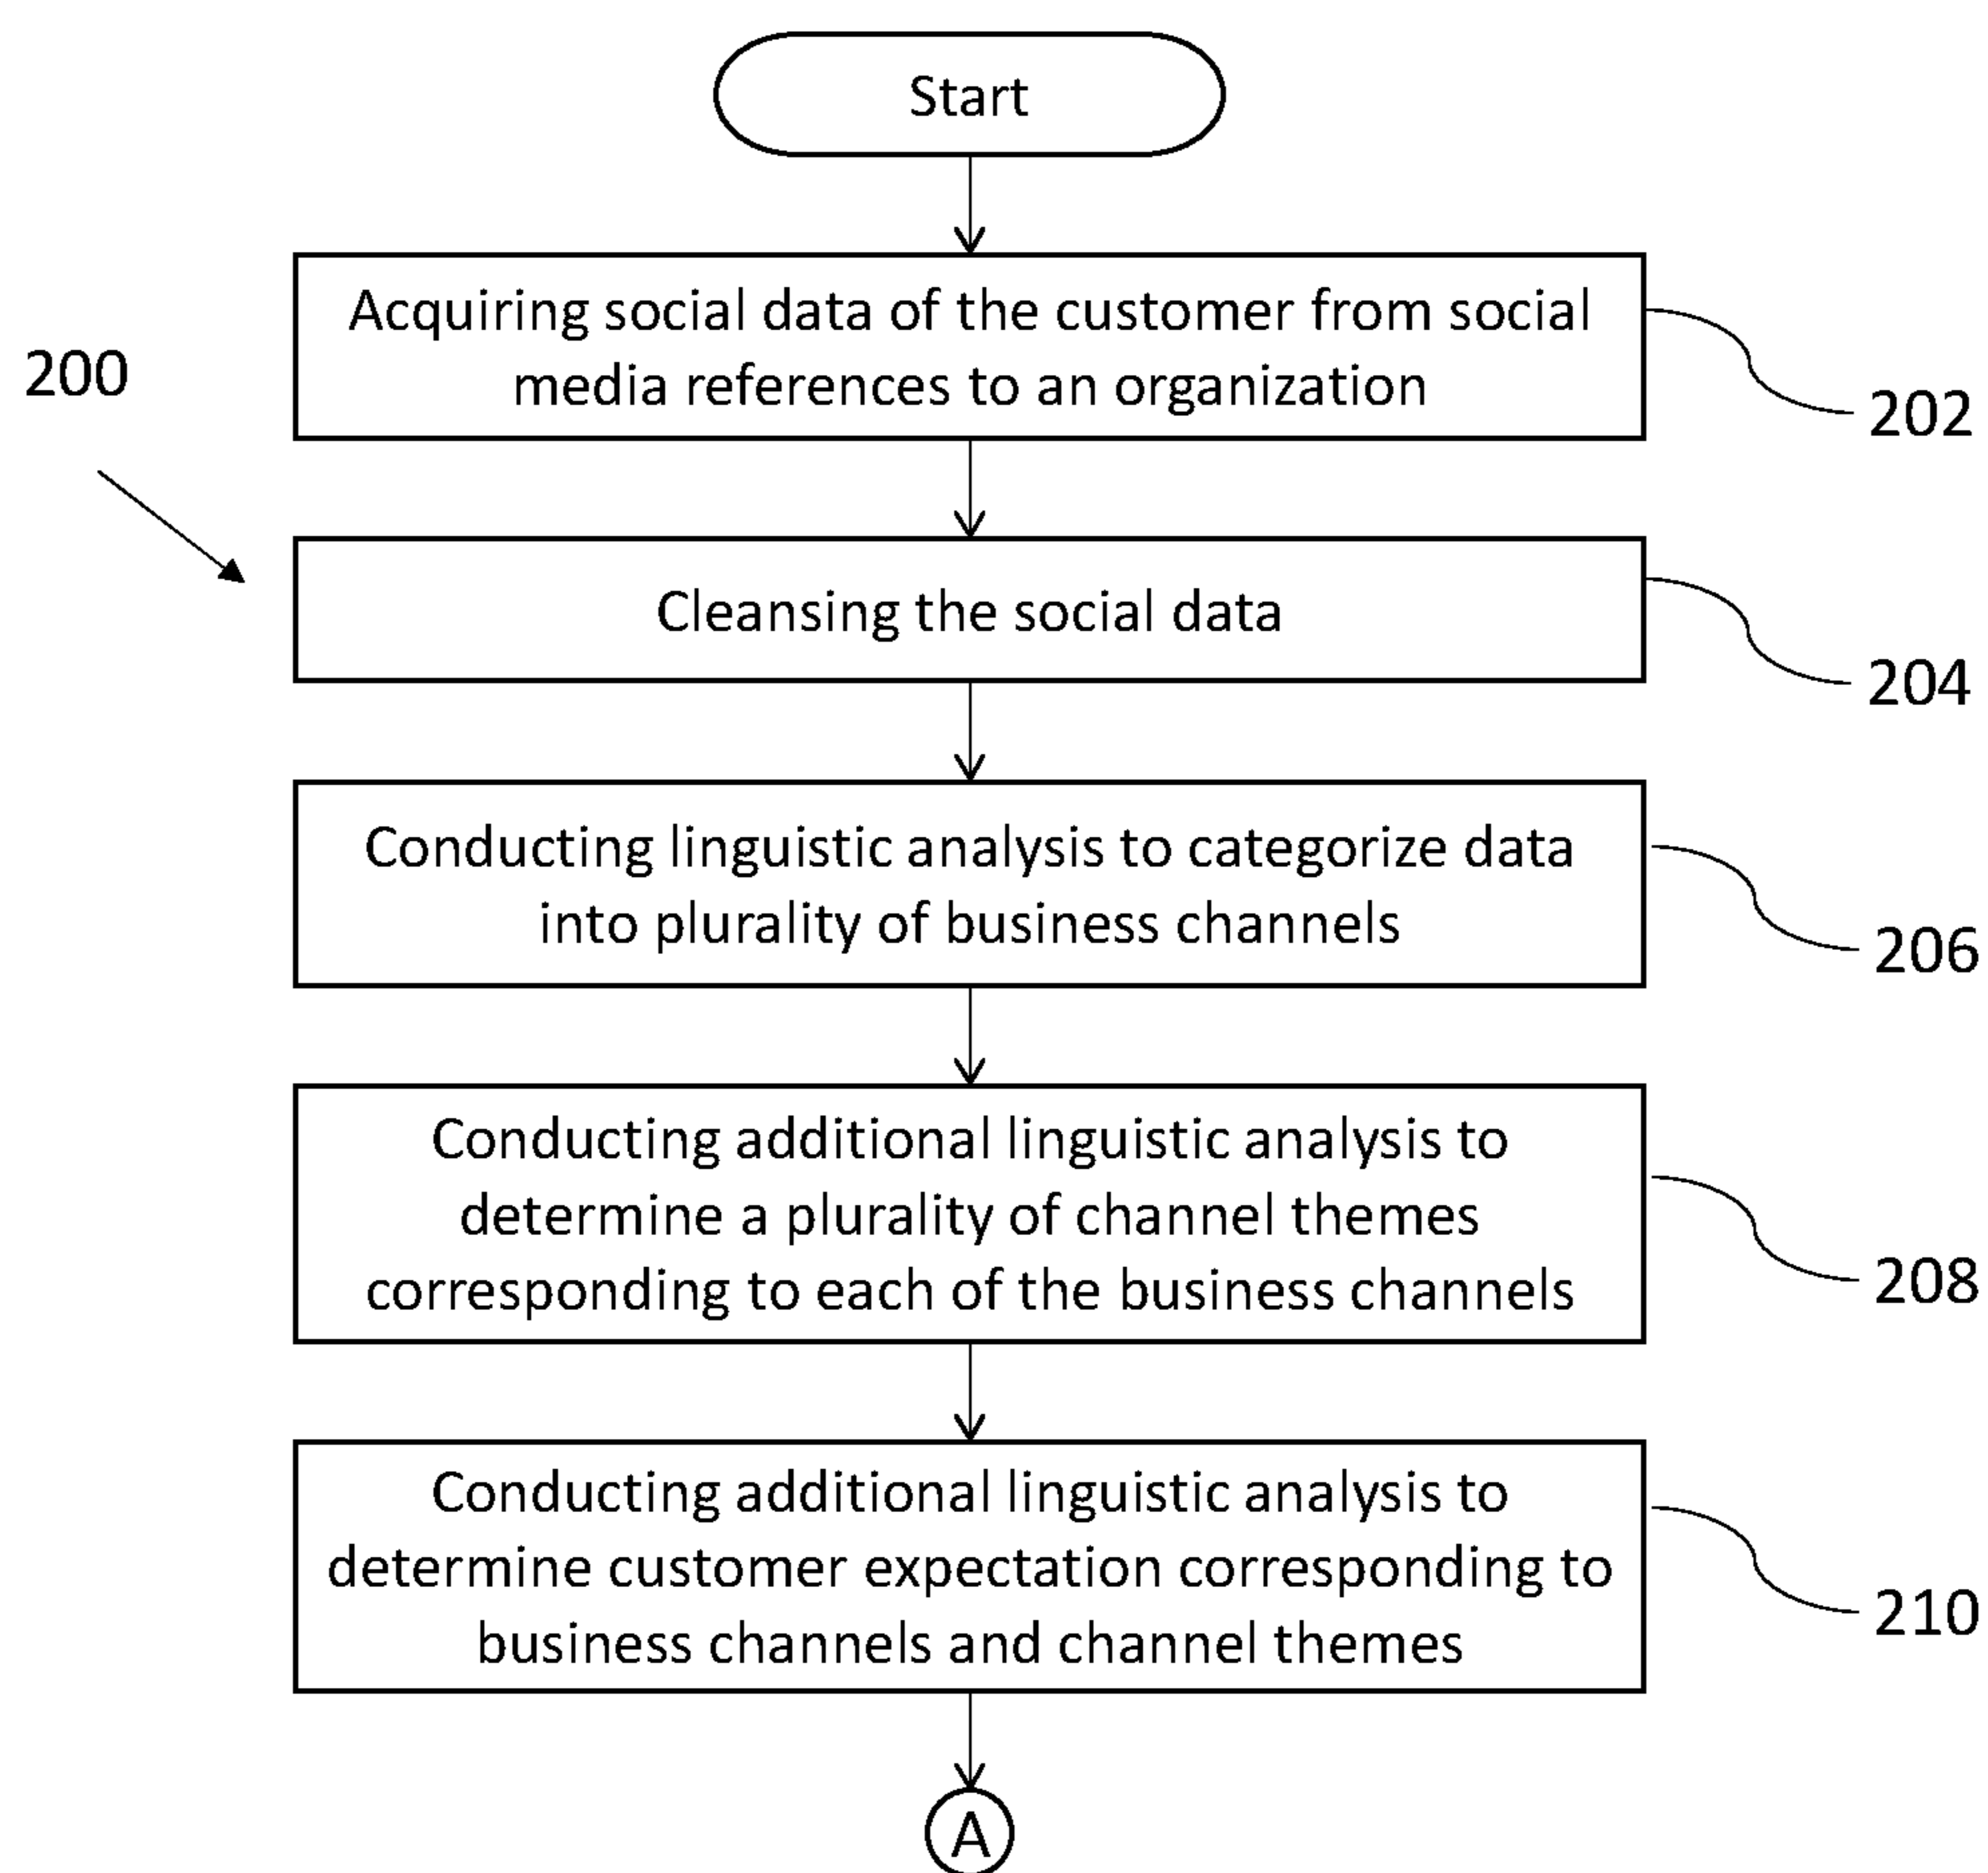 Start
Acquiring social data of the customer from social
media references to an organization
200
202
Cleansing the social data
204
Conducting linguistic analysis to categorize data
into plurality of business channels
206
Conducting additional linguistic analysis to
determine a plurality of channel themes
corresponding to each of the business channels
208
Conducting additional linguistic analysis to
determine customer expectation corresponding to
business channels and channel themes
210
A